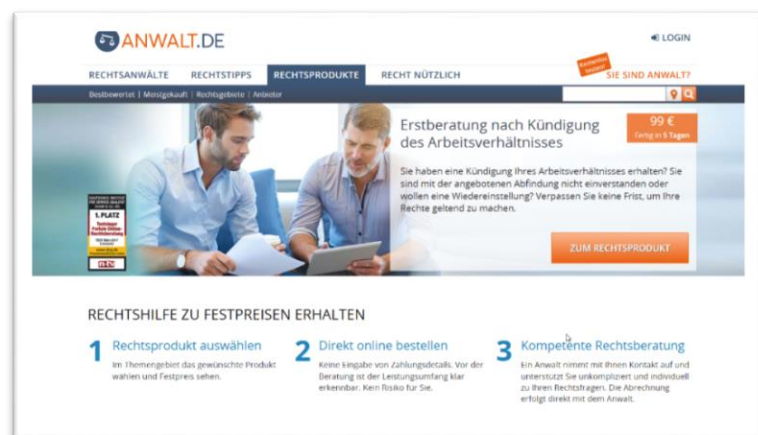 ANWALT.DE
LOGIN
RECHTSANWÄLTE RECHTSTIPPS RECHTSPRODUKTE RECHT NÜTZLICH
Kostenlos
SIE SIND ANWALT?
Bestbewertet | Meistgekauft | Rechtsgebiete | Anbieter
Erstberatung nach Kündigung
des Arbeitsverhältnisses
99 €
Fertig in 5 Tagen
Sie haben eine Kündigung Ihres Arbeitsverhältnisses erhalten? Sie
sind mit der angebotenen Abfindung nicht einverstanden oder
wollen eine Wiedereinstellung? Verpassen Sie keine Frist, um Ihre
Rechte geltend zu machen.
1. PLATZ
n-tv
ZUM RECHTSPRODUKT
RECHTSHILFE ZU FESTPREISEN ERHALTEN
1 Rechtsprodukt auswählen
Im Themengebiet das gewünschte Produkt
wählen und Festpreis sehen.
2 Direkt online bestellen
Keine Eingabe von Zahlungsdetails. Vor der
Beratung ist der Leistungsumfang klar
erkennbar. Kein Risiko für Sie.
3 Kompetente Rechtsberatung
Ein Anwalt nimmt mit Ihnen Kontakt auf und
unterstützt Sie unkompliziert und individuell
zu Ihren Rechtsfragen. Die Abrechnung
erfolgt direkt mit dem Anwalt.